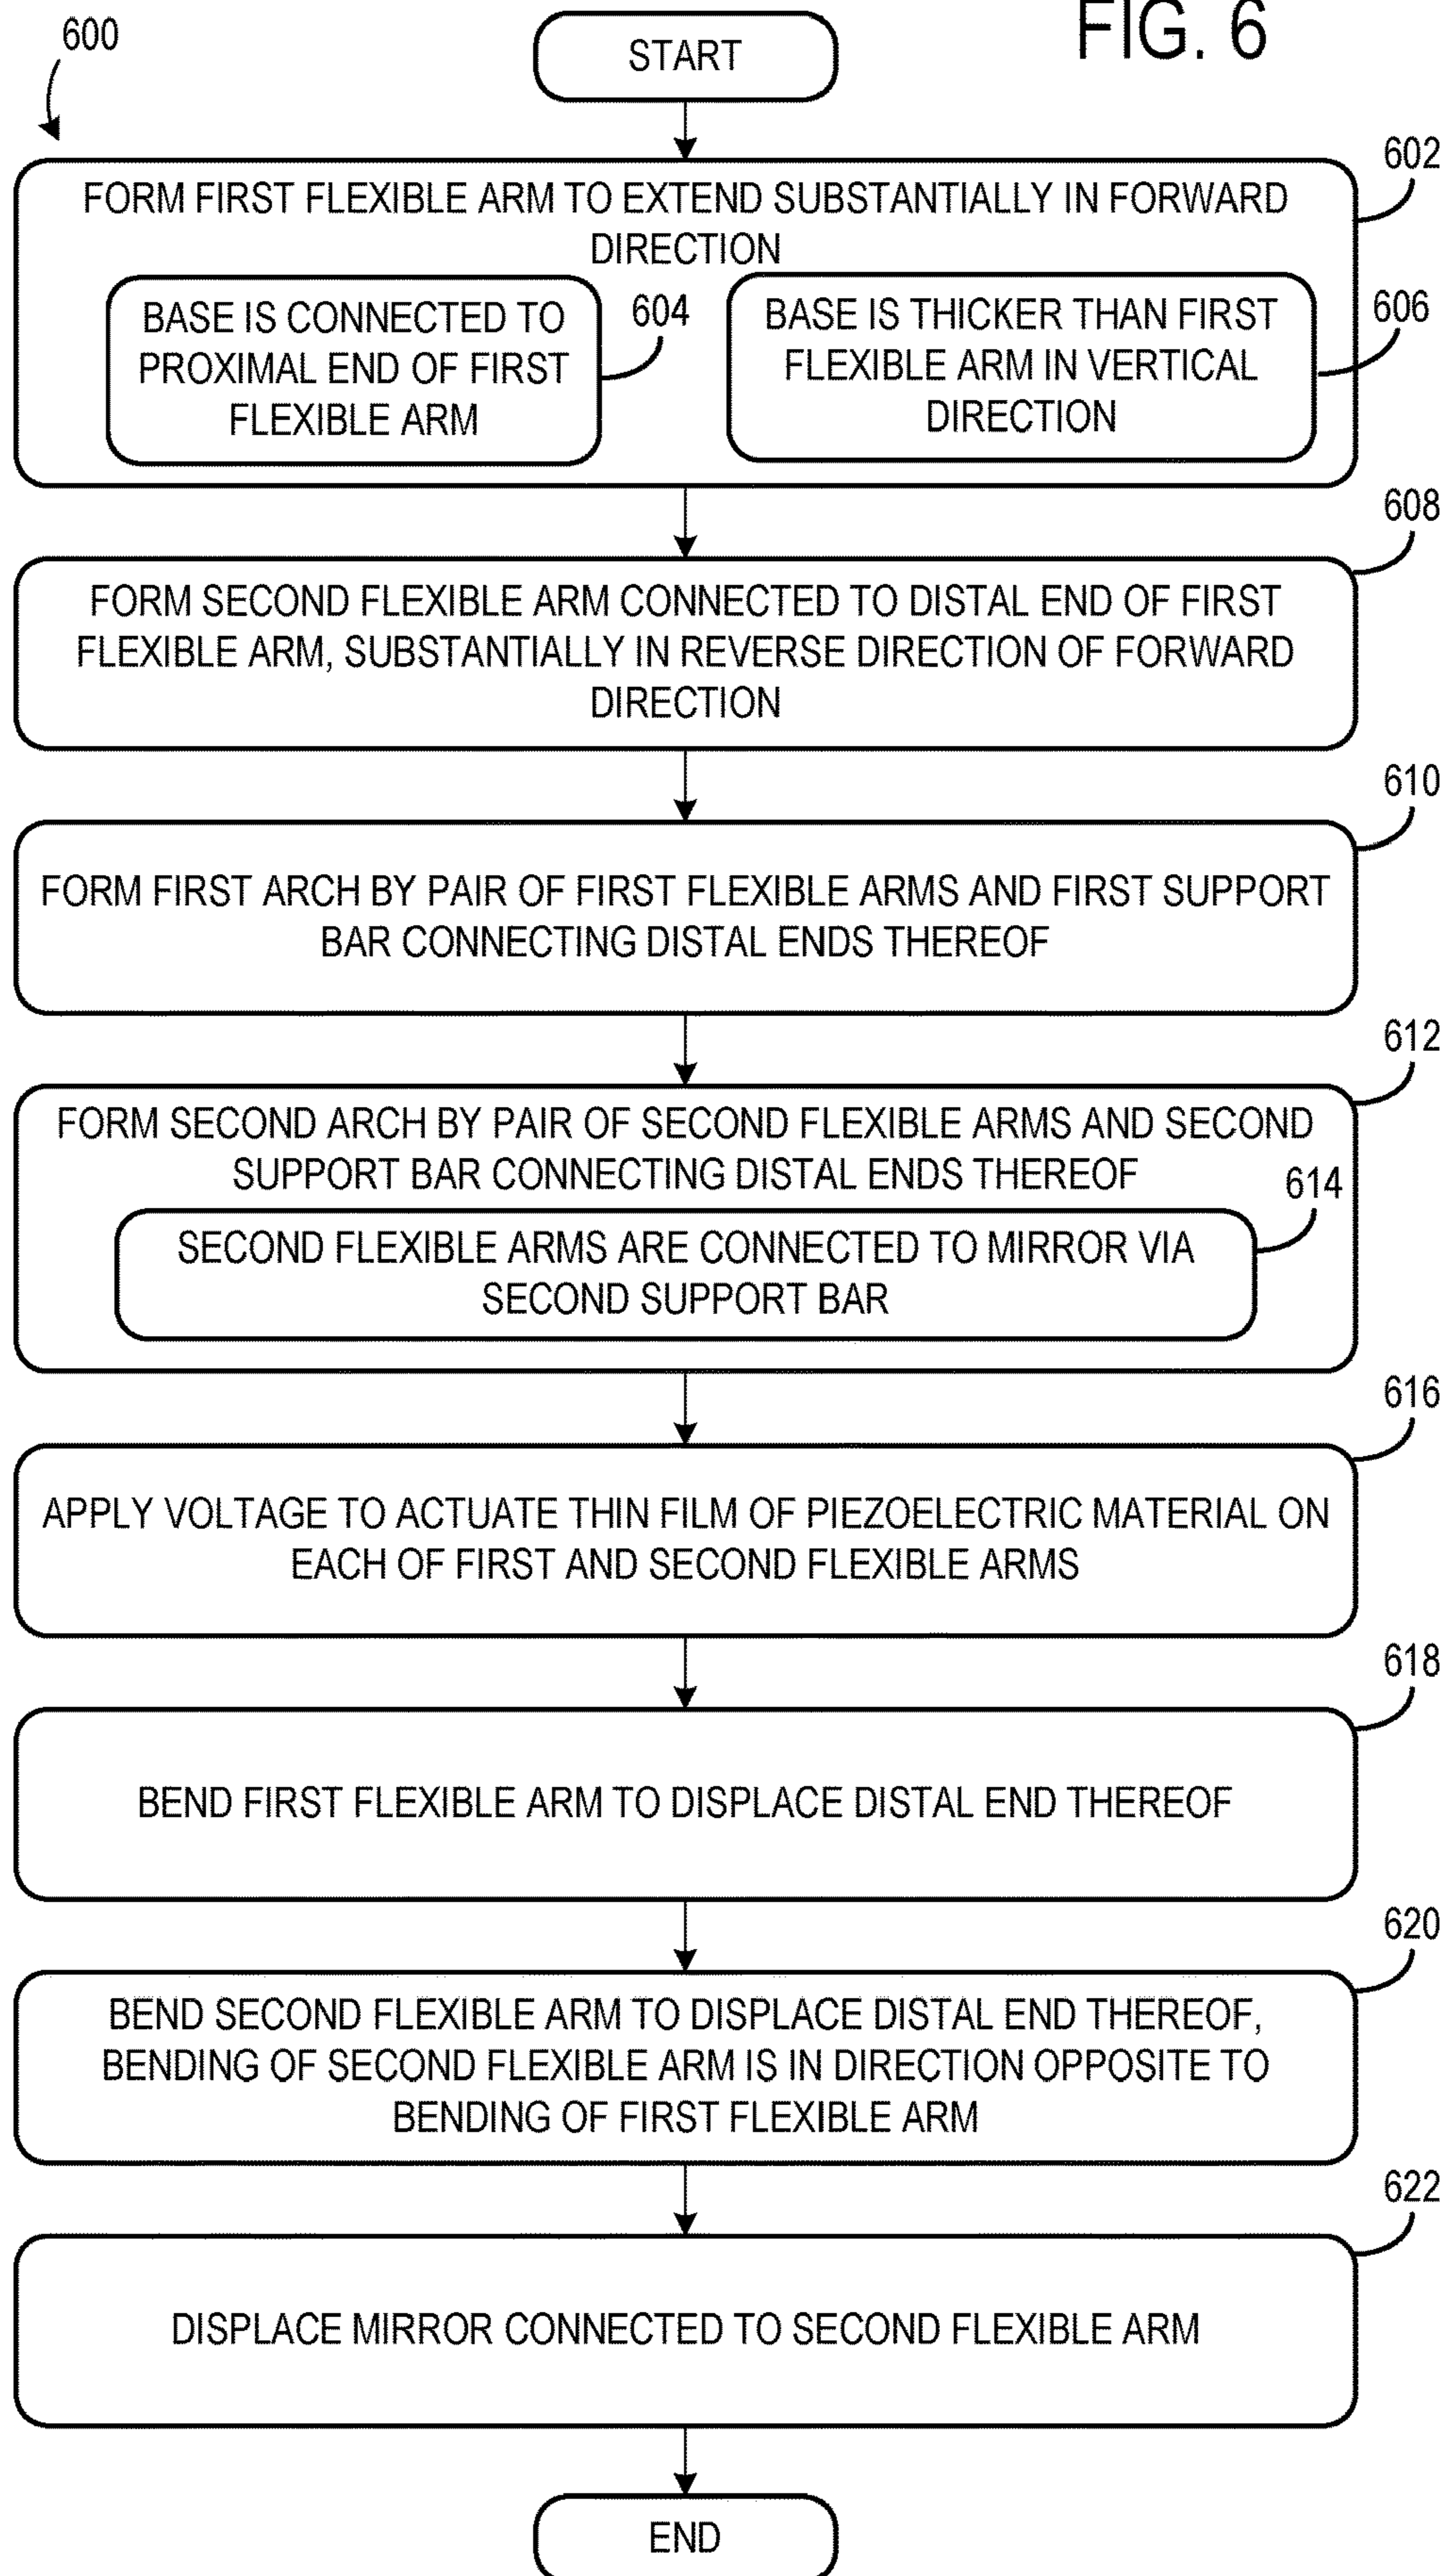 FIG. 6
600
START
602
FORM FIRST FLEXIBLE ARM TO EXTEND SUBSTANTIALLY IN FORWARD
DIRECTION
BASE IS CONNECTED TO
PROXIMAL END OF FIRST
FLEXIBLE ARM
604
BASE IS THICKER THAN FIRST
FLEXIBLE ARM IN VERTICAL
DIRECTION
606
608
FORM SECOND FLEXIBLE ARM CONNECTED TO DISTAL END OF FIRST
FLEXIBLE ARM, SUBSTANTIALLY IN REVERSE DIRECTION OF FORWARD
DIRECTION
610
FORM FIRST ARCH BY PAIR OF FIRST FLEXIBLE ARMS AND FIRST SUPPORT
BAR CONNECTING DISTAL ENDS THEREOF
612
FORM SECOND ARCH BY PAIR OF SECOND FLEXIBLE ARMS AND SECOND
SUPPORT BAR CONNECTING DISTAL ENDS THEREOF
614
SECOND FLEXIBLE ARMS ARE CONNECTED TO MIRROR VIA
SECOND SUPPORT BAR
616
APPLY VOLTAGE TO ACTUATE THIN FILM OF PIEZOELECTRIC MATERIAL ON
EACH OF FIRST AND SECOND FLEXIBLE ARMS
618
BEND FIRST FLEXIBLE ARM TO DISPLACE DISTAL END THEREOF
620
BEND SECOND FLEXIBLE ARM TO DISPLACE DISTAL END THEREOF,
BENDING OF SECOND FLEXIBLE ARM IS IN DIRECTION OPPOSITE TO
BENDING OF FIRST FLEXIBLE ARM
622
DISPLACE MIRROR CONNECTED TO SECOND FLEXIBLE ARM
END